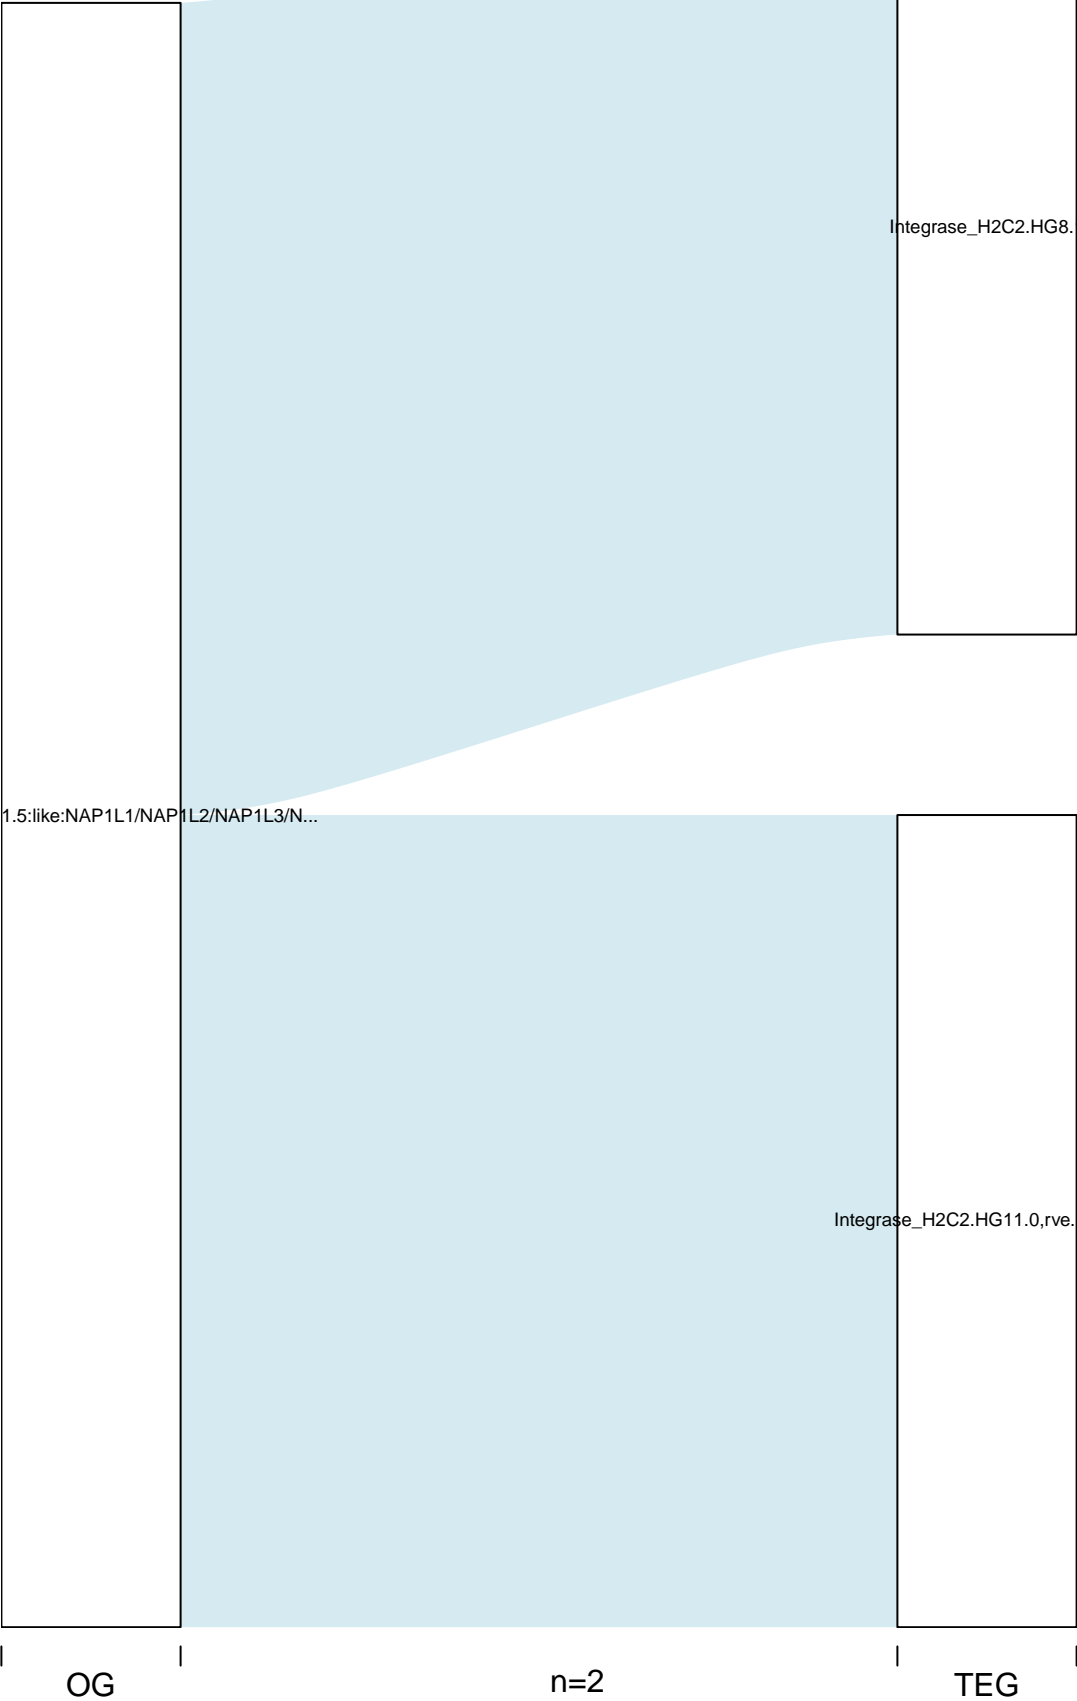 Integrase_H2C2.HG8.
1.5:like:NAP1L1/NAP1L2/NAP1L3/N...
Integrase_H2C2.HG11.0,rve.
OG n=2 TEG